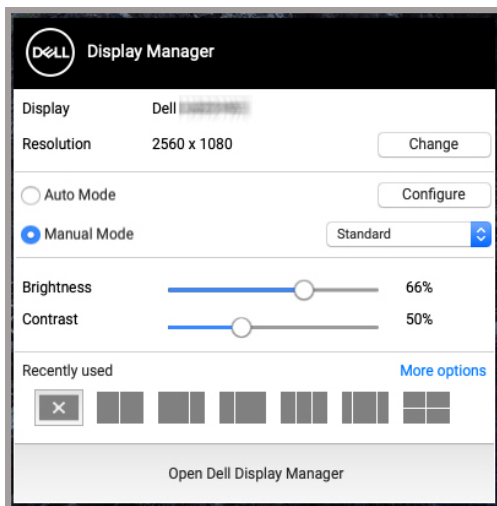 DELL Display Manager
Display Dell
Resolution 2560 x 1080 Change
Auto Mode Configure
Manual Mode Standard
Brightness 66%
Contrast 50%
Recently used More options
Open Dell Display Manager